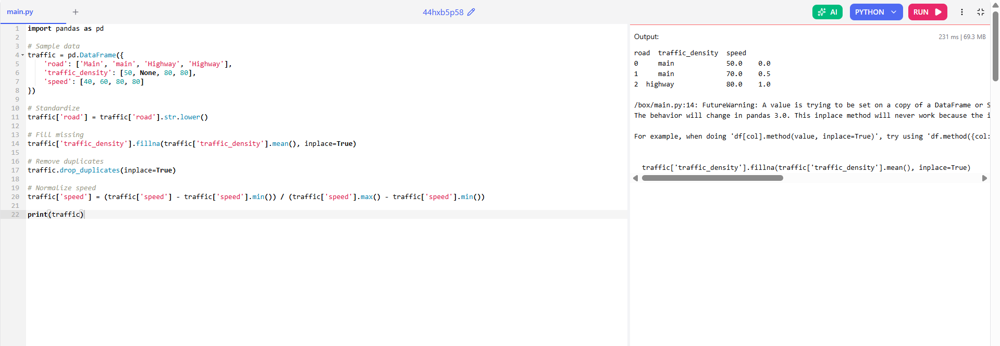 main.py +
44hxb5p58
AI
PYTHON
RUN
1 import pandas as pd
2
3 # Sample data
4 traffic = pd.DataFrame({
5     'road': ['Main', 'main', 'Highway', 'Highway'],
6     'traffic_density': [50, None, 80, 80],
7     'speed': [40, 60, 80, 80]
8 })
9
10 # Standardize
11 traffic['road'] = traffic['road'].str.lower()
12
13 # Fill missing
14 traffic['traffic_density'].fillna(traffic['traffic_density'].mean(), inplace=True)
15
16 # Remove duplicates
17 traffic.drop_duplicates(inplace=True)
18
19 # Normalize speed
20 traffic['speed'] = (traffic['speed'] - traffic['speed'].min()) / (traffic['speed'].max() - traffic['speed'].min())
21
22 print(traffic)
Output:
231 ms | 69.3 MB
road  traffic_density  speed
0     main             50.0    0.0
1     main             70.0    0.5
2  highway             80.0    1.0
/box/main.py:14: FutureWarning: A value is trying to be set on a copy of a DataFrame or S
The behavior will change in pandas 3.0. This inplace method will never work because the i
For example, when doing 'df[col].method(value, inplace=True)', try using 'df.method({col:
  traffic['traffic_density'].fillna(traffic['traffic_density'].mean(), inplace=True)